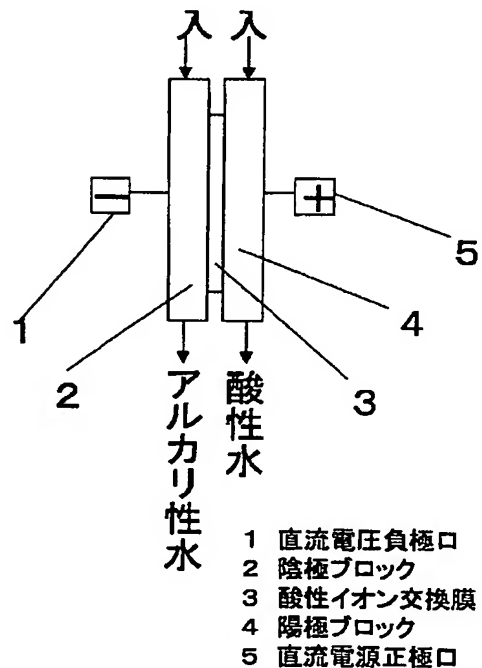 入 入
1
5
2
4
3
アルカリ性水
酸性水
1 直流電圧負極口
2 陰極ブロック
3 酸性イオン交換膜
4 陽極ブロック
5 直流電源正極口